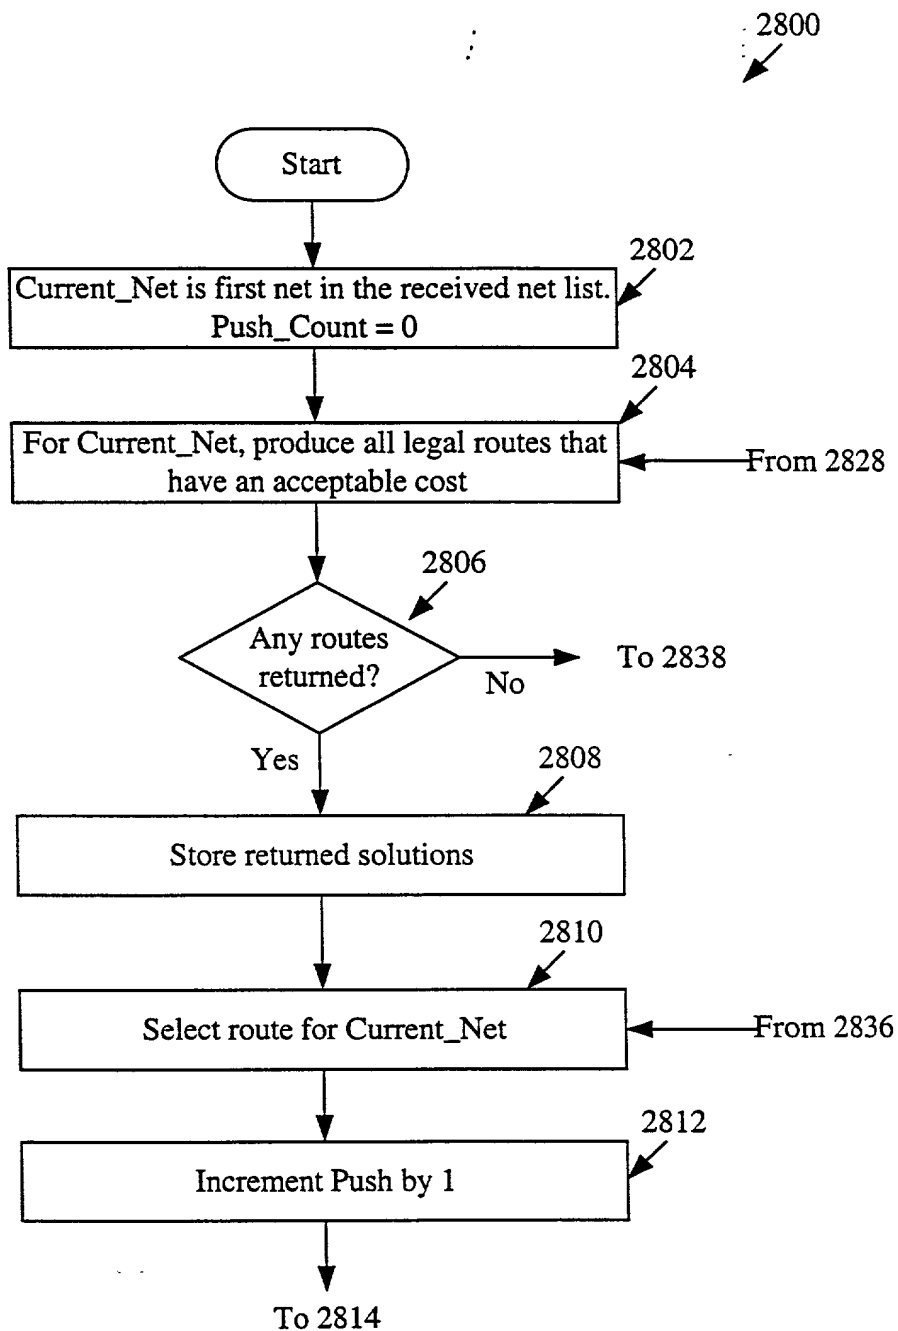 2800
Start
2802
Current_Net is first net in the received net list.
Push_Count = 0
2804
For Current_Net, produce all legal routes that
have an acceptable cost
From 2828
2806
Any routes
returned?
No
To 2838
Yes
2808
Store returned solutions
2810
Select route for Current_Net
From 2836
2812
Increment Push by 1
To 2814